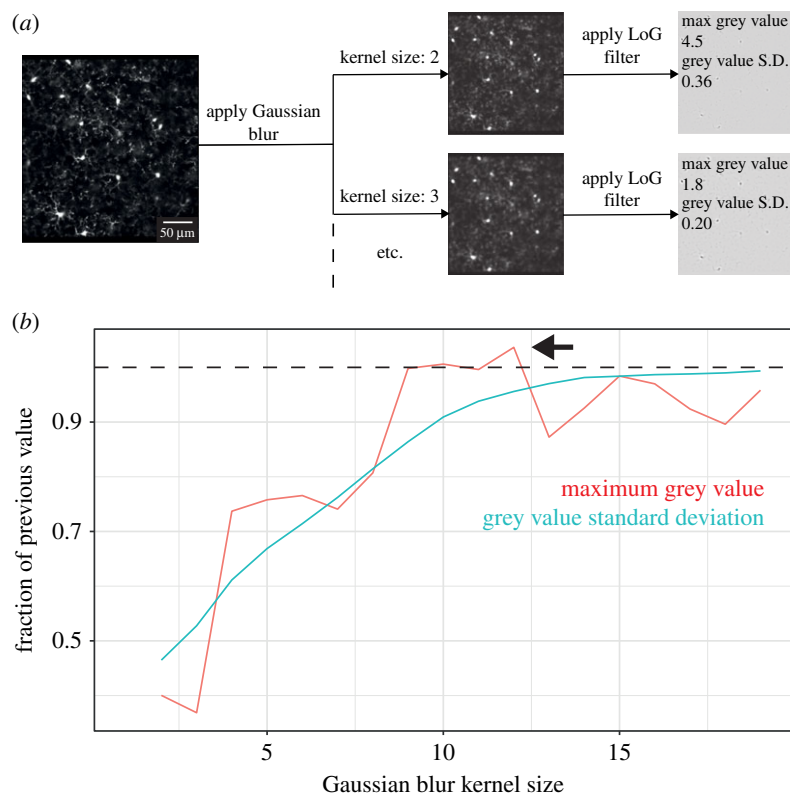 (a)
apply Gaussian
blur
50 µm
kernel size: 2
apply LoG
filter
max grey value
4.5
grey value S.D.
0.36
kernel size: 3
apply LoG
filter
max grey value
1.8
grey value S.D.
0.20
etc.
(b)
fraction of previous value
0.9
0.7
0.5
maximum grey value
grey value standard deviation
5
10
15
Gaussian blur kernel size